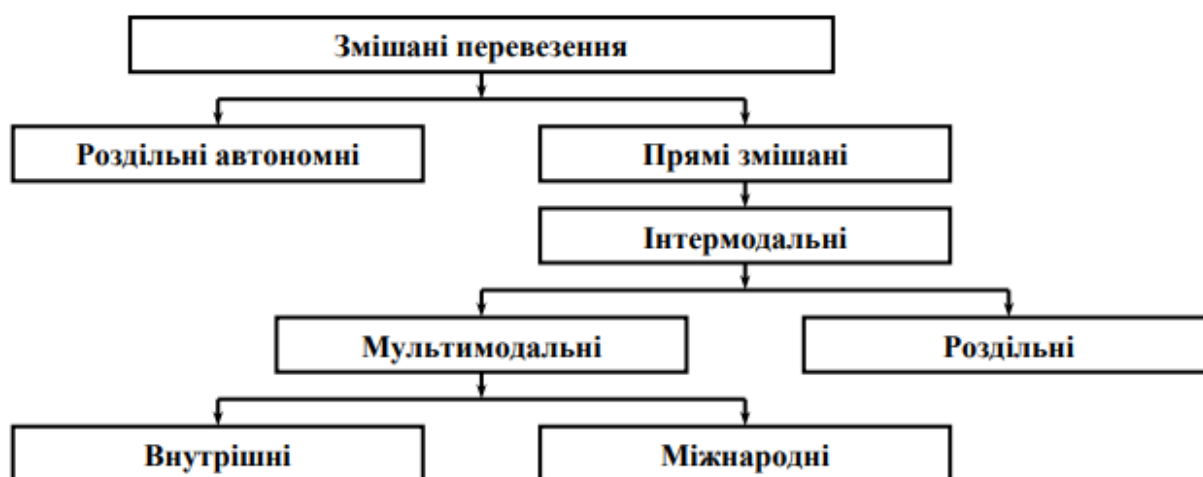 Змішані перевезення
Роздільні автономні
Прямі змішані
Інтермодальні
Мультимодальні
Роздільні
Внутрішні
Міжнародні